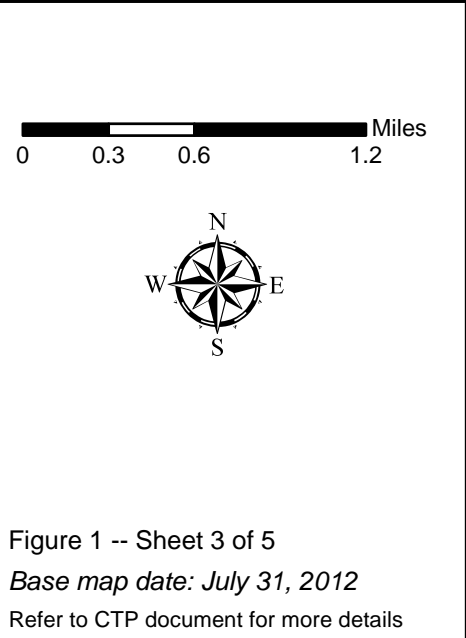 Miles
0 0.3 0.6 1.2
N
W E
S
Figure 1 -- Sheet 3 of 5
Base map date: July 31, 2012
Refer to CTP document for more details